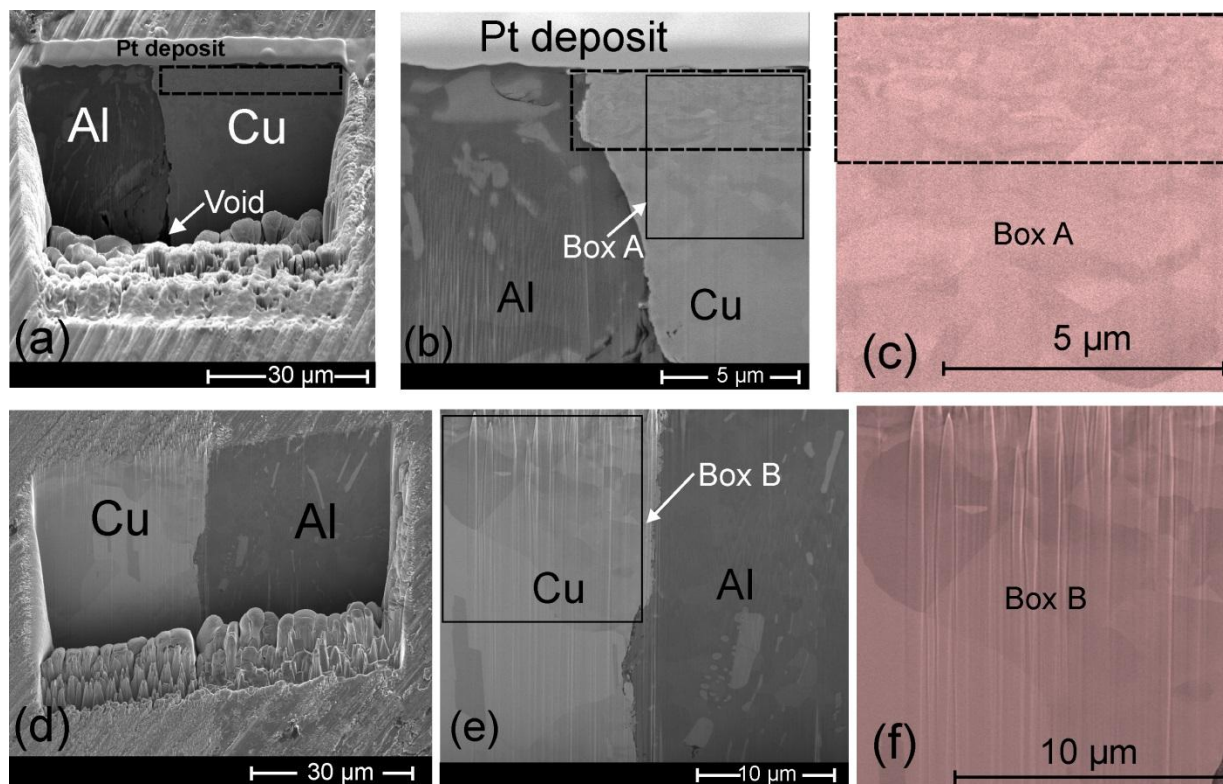 Pt deposit
Al
Cu
Void
(a)
30 µm
Pt deposit
Box A
Al
Cu
(b)
5 µm
Box A
5 µm
(c)
Cu
Al
(d)
30 µm
Box B
Cu
Al
(e)
10 µm
Box B
(f)
10 µm